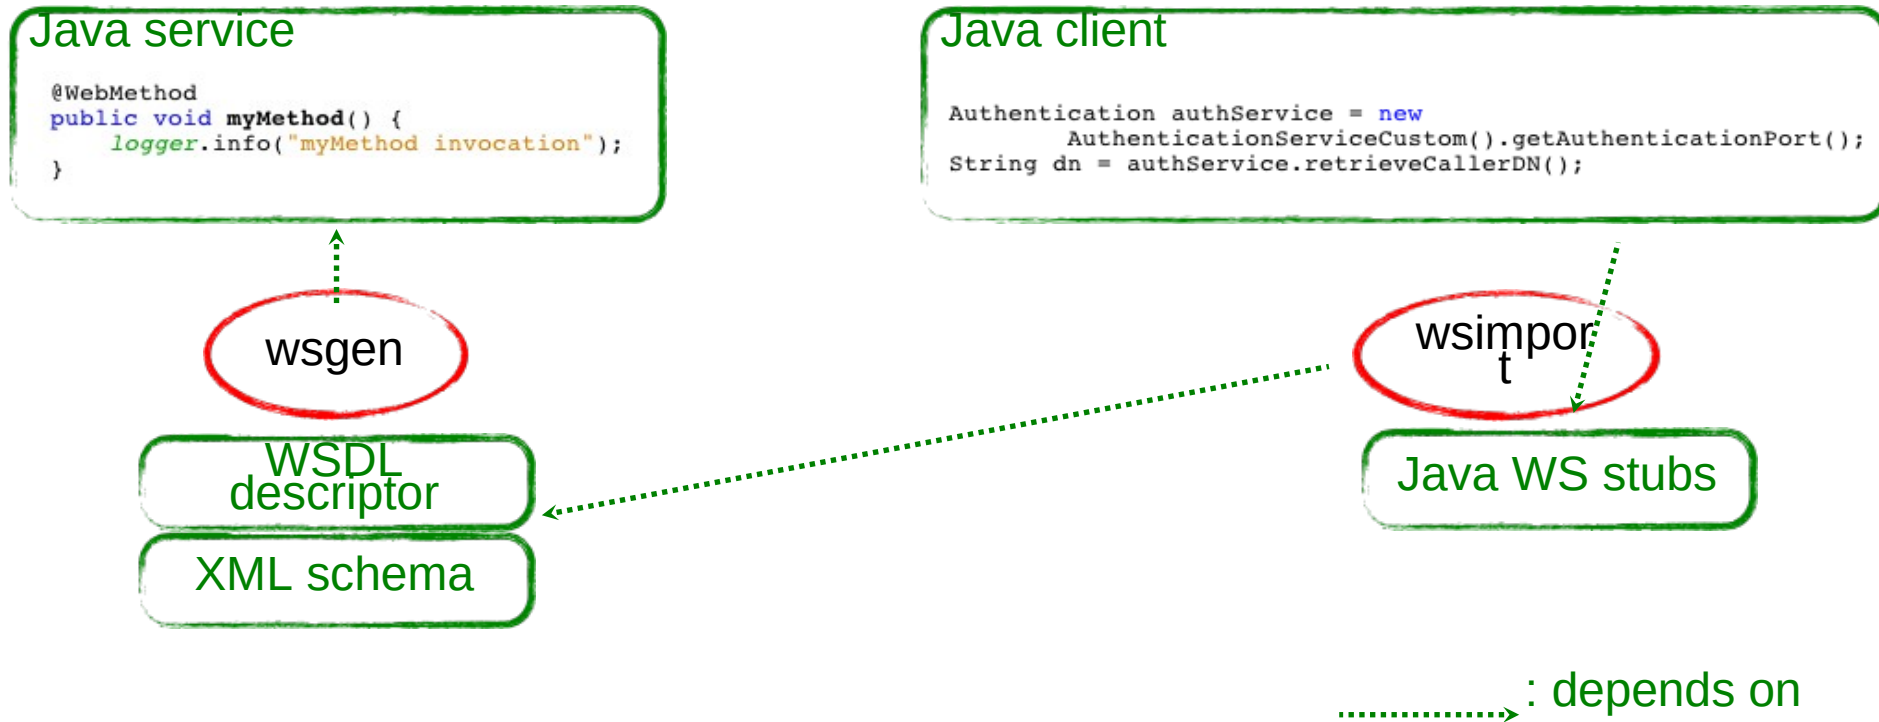 Java service
@WebMethod
public void myMethod() {
logger.info("myMethod invocation");
}
Java client
Authentication authService = new
AuthenticationServiceCustom().getAuthenticationPort();
String dn = authService.retrieveCallerDN();
wsgen
wsimpor
t
WSDL
descriptor
XML schema
Java WS stubs
: depends on